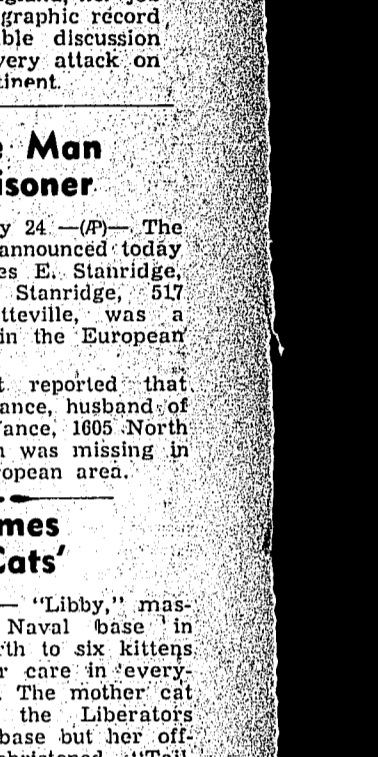 graphic record
ble discussion
very attack on
tinent.
e Man
isoner
y 24 —(AP)— The
announced today
es E. Stanridge,
Stanridge, 517
tteville, was a
in the European
t reported that
ance, husband of
ance, 1605 North
n was missing in
opean area.
mes
Cats'
— "Libby," mas-
Naval base in
rth to six kittens
r care in every-
. The mother cat
the Liberators
base but her off-